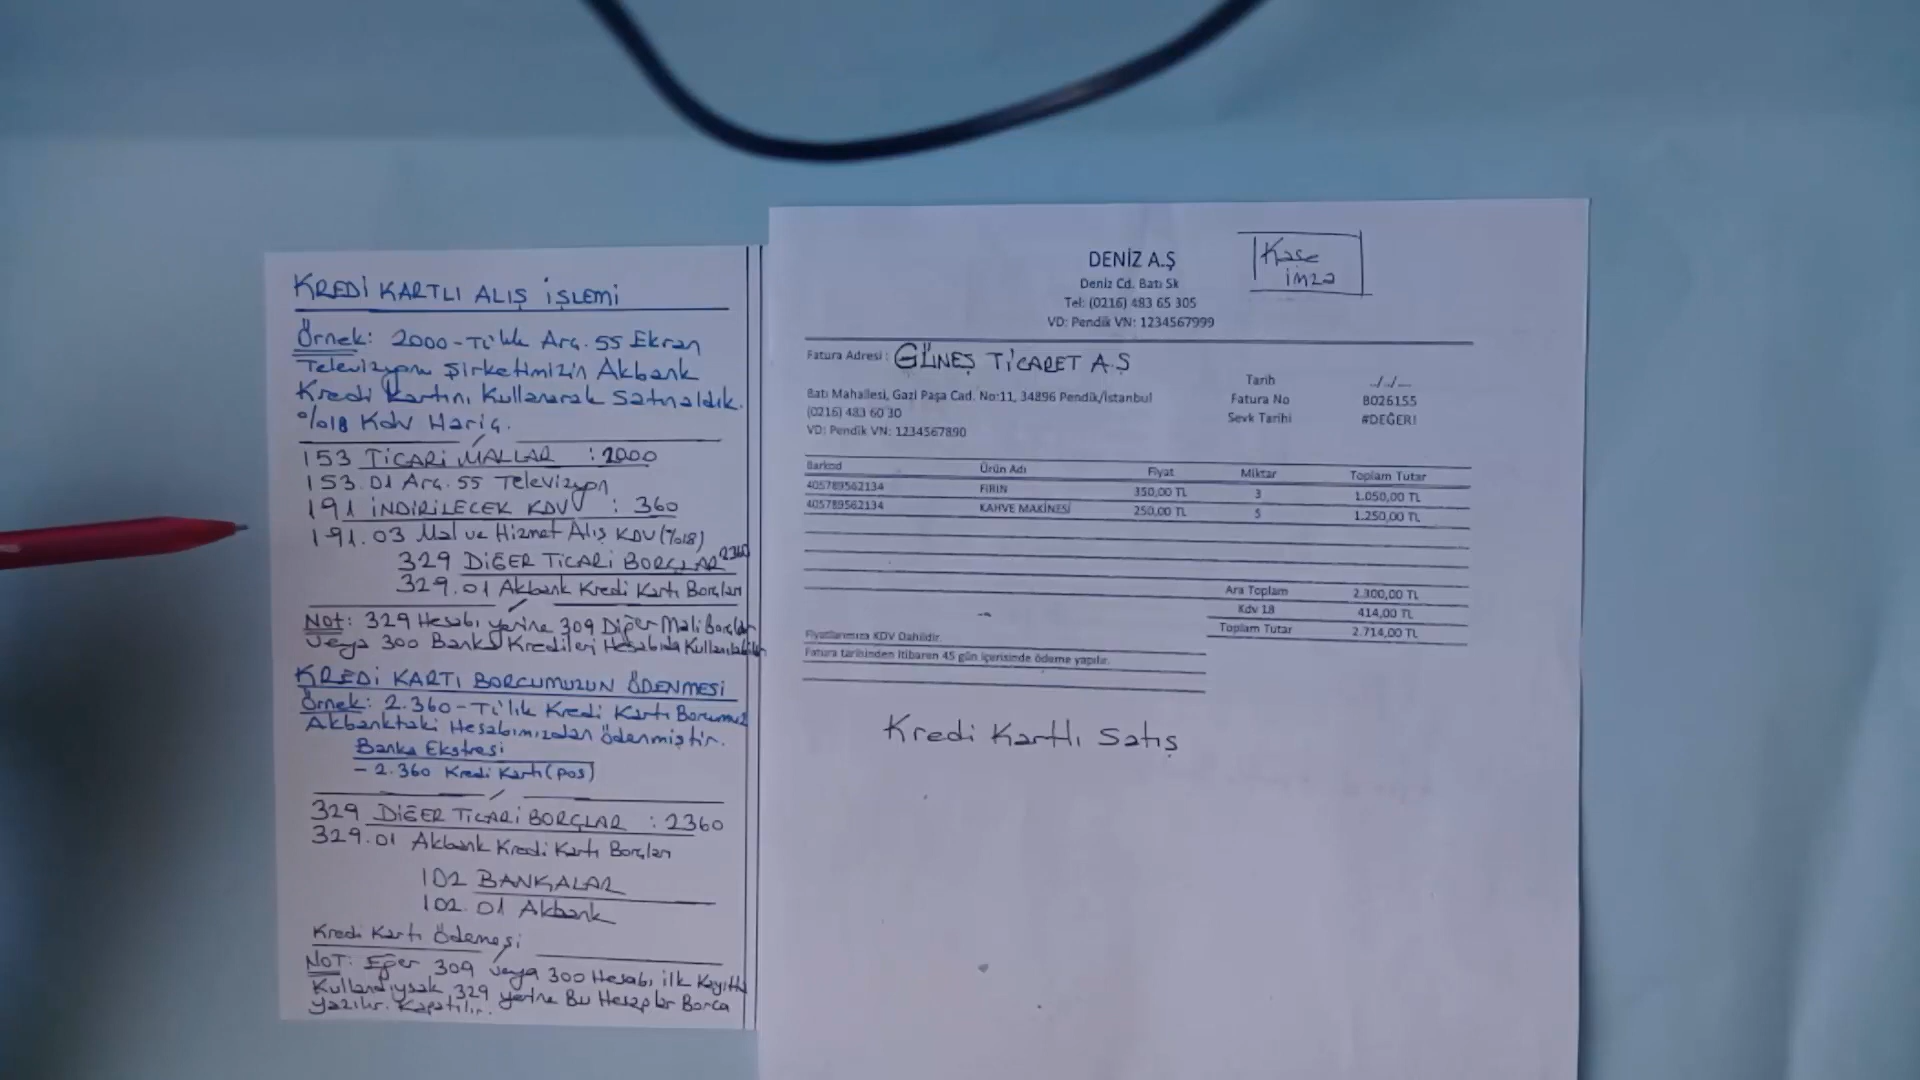 KREDİ KARTLI ALIŞ İŞLEMİ
Örnek: 2000-TL'lik Arç. 55 Ekran
Televizyonu Şirketimizin Akbank
Kredi Kartını Kullanarak Satınaldık.
%18 Kdv Hariç.
153 TİCARİ MALLAR : 2000
153.01 Arç. 55 Televizyon
191 İNDİRİLECEK KDV : 360
191.03 Mal ve Hizmet Alış KDV (%18)
329 DİĞER TİCARİ BORÇLAR 2360
329.01 Akbank Kredi Kartı Borçları
Not: 329 Hesabı yerine 309 Diğer Mali Borçlar
veya 300 Banka Kredileri Hesabıda Kullanılabilir
KREDİ KARTI BORCUMUZUN ÖDENMESİ
Örnek: 2.360-TL'lik Kredi Kartı Borcumuz
Akbanktaki Hesabımızdan ödenmiştir.
Banka Ekstresi
- 2.360 Kredi Kartı (pos)
329 DİĞER TİCARİ BORÇLAR : 2360
329.01 Akbank Kredi Kartı Borçları
102 BANKALAR
102.01 Akbank
Kredi Kartı Ödemesi
NOT: Eğer 309 veya 300 Hesabı ilk Kayıtta
Kullandıysak 329 yerine Bu Hesaplar Borca
yazılır. Kapatılır.
DENİZ A.Ş
Deniz Cd. Batı Sk
Tel: (0216) 483 65 305
VD: Pendik VN: 1234567999
Kaşe
imza
Fatura Adresi : GÜNEŞ TİCARET A.Ş
Batı Mahallesi, Gazi Paşa Cad. No:11, 34896 Pendik/İstanbul
(0216) 483 60 30
VD: Pendik VN: 1234567890
Tarih ../../....
Fatura No 8026155
Sevk Tarihi #DEĞER!
Barkod Ürün Adı Fiyat Miktar Toplam Tutar
405789562134 FIRIN 350,00 TL 3 1.050,00 TL
405789562134 KAHVE MAKİNESİ 250,00 TL 5 1.250,00 TL
Ara Toplam 2.300,00 TL
Kdv 18 414,00 TL
Toplam Tutar 2.714,00 TL
Fiyatlarımıza KDV Dahildir.
Fatura tarihinden itibaren 45 gün içerisinde ödeme yapılır.
Kredi Kartlı Satış